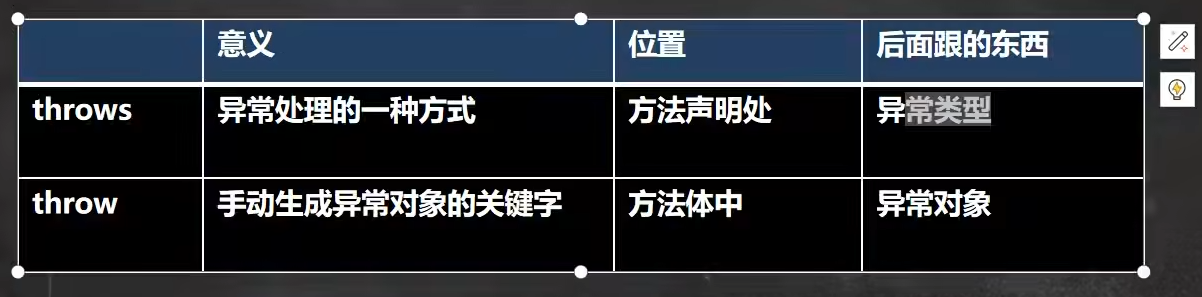 意义 位置 后面跟的东西
throws 异常处理的一种方式 方法声明处 异常类型
throw 手动生成异常对象的关键字 方法体中 异常对象